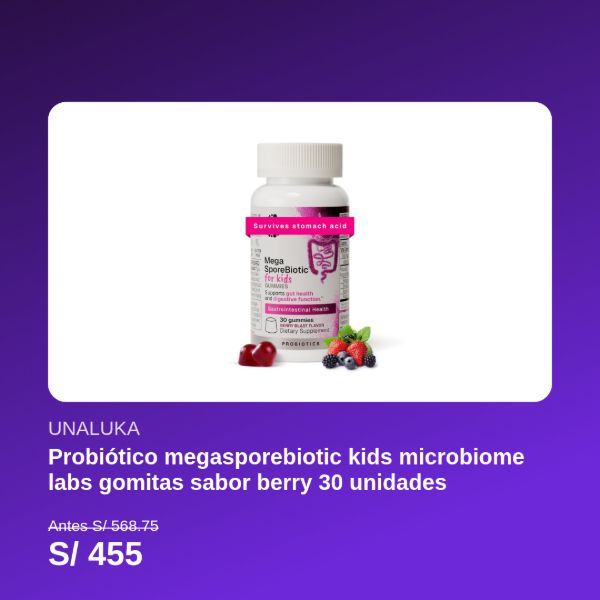 Survives stomach acid
Mega
SporeBiotic
for kids
GUMMIES
Supports gut health
and digestive function.
Gastrointestinal Health
30 gummies
BERRY BLAST FLAVOR
Dietary Supplement
PROBIOTICS
UNALUKA
Probiótico megasporebiotic kids microbiome
labs gomitas sabor berry 30 unidades
Antes S/ 568.75
S/ 455